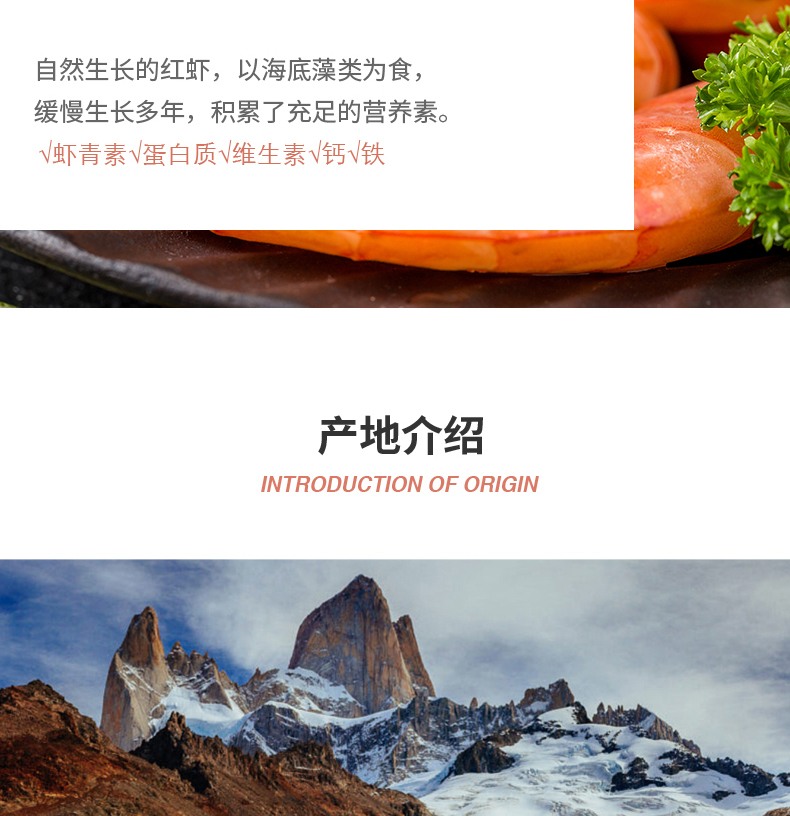 自然生长的红虾，以海底藻类为食，
缓慢生长多年，积累了充足的营养素。
√虾青素√蛋白质√维生素√钙√铁
产地介绍
INTRODUCTION OF ORIGIN